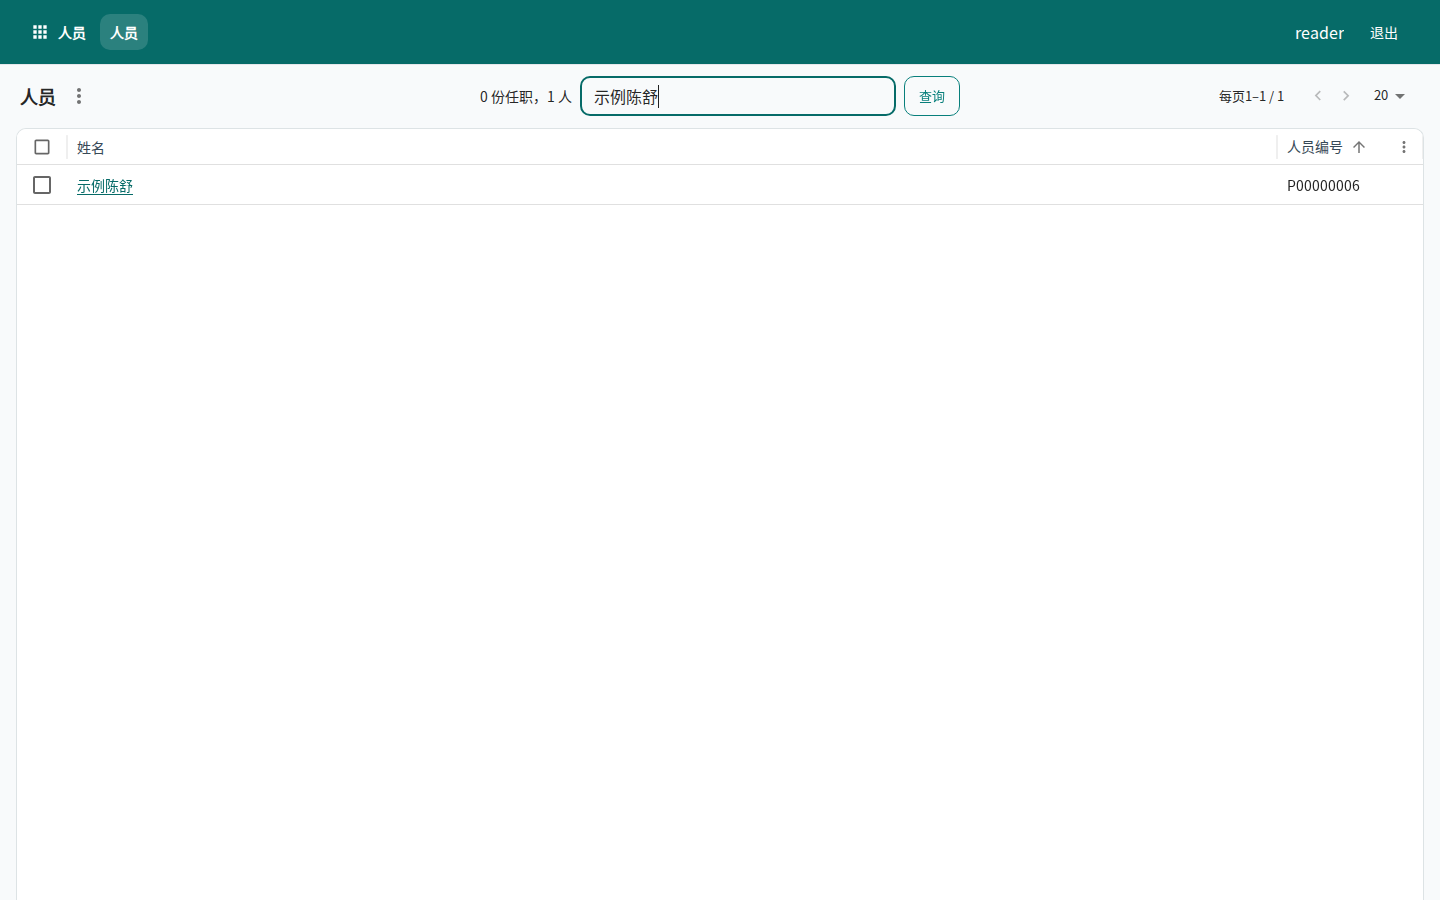 人员 人员 reader 退出
人员 0 份任职，1 人 示例陈舒 查询 每页1–1 / 1 20
姓名 人员编号
示例陈舒 P00000006